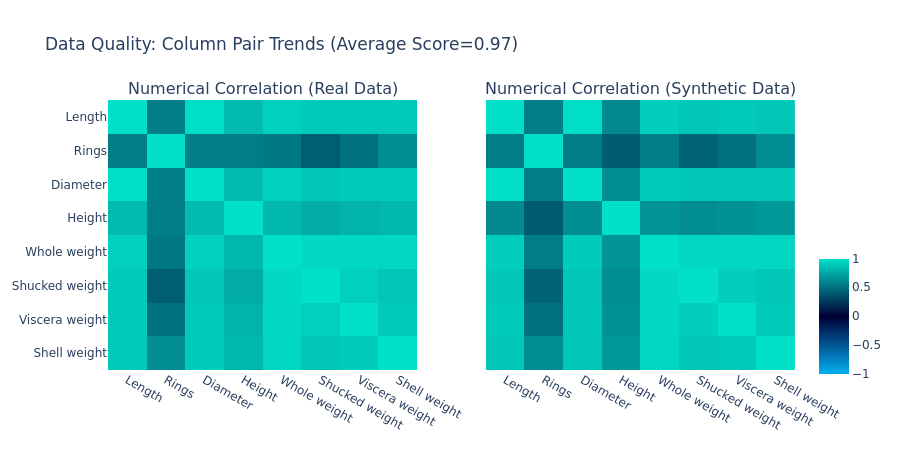 Data Quality: Column Pair Trends (Average Score=0.97)
Numerical Correlation (Real Data)
Numerical Correlation (Synthetic Data)
Length
Rings
Diameter
Height
Whole weight
Shucked weight
Viscera weight
Shell weight
Length
Rings
Diameter
Height
Whole weight
Shucked weight
Viscera weight
Shell weight
Length
Rings
Diameter
Height
Whole weight
Shucked weight
Viscera weight
Shell weight
1
0.5
0
−0.5
−1